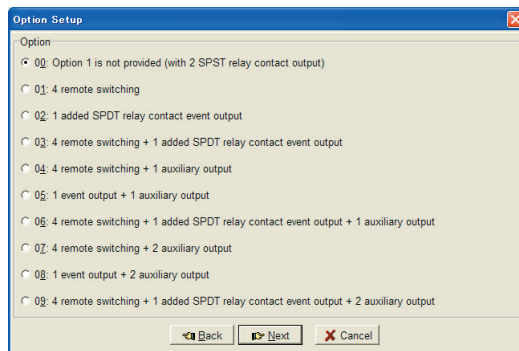 Option Setup
Option
00: Option 1 is not provided (with 2 SPST relay contact output)
01: 4 remote switching
02: 1 added SPDT relay contact event output
03: 4 remote switching + 1 added SPDT relay contact event output
04: 4 remote switching + 1 auxiliary output
05: 1 event output + 1 auxiliary output
06: 4 remote switching + 1 added SPDT relay contact event output + 1 auxiliary output
07: 4 remote switching + 2 auxiliary output
08: 1 event output + 2 auxiliary output
09: 4 remote switching + 1 added SPDT relay contact event output + 2 auxiliary output
Back Next Cancel